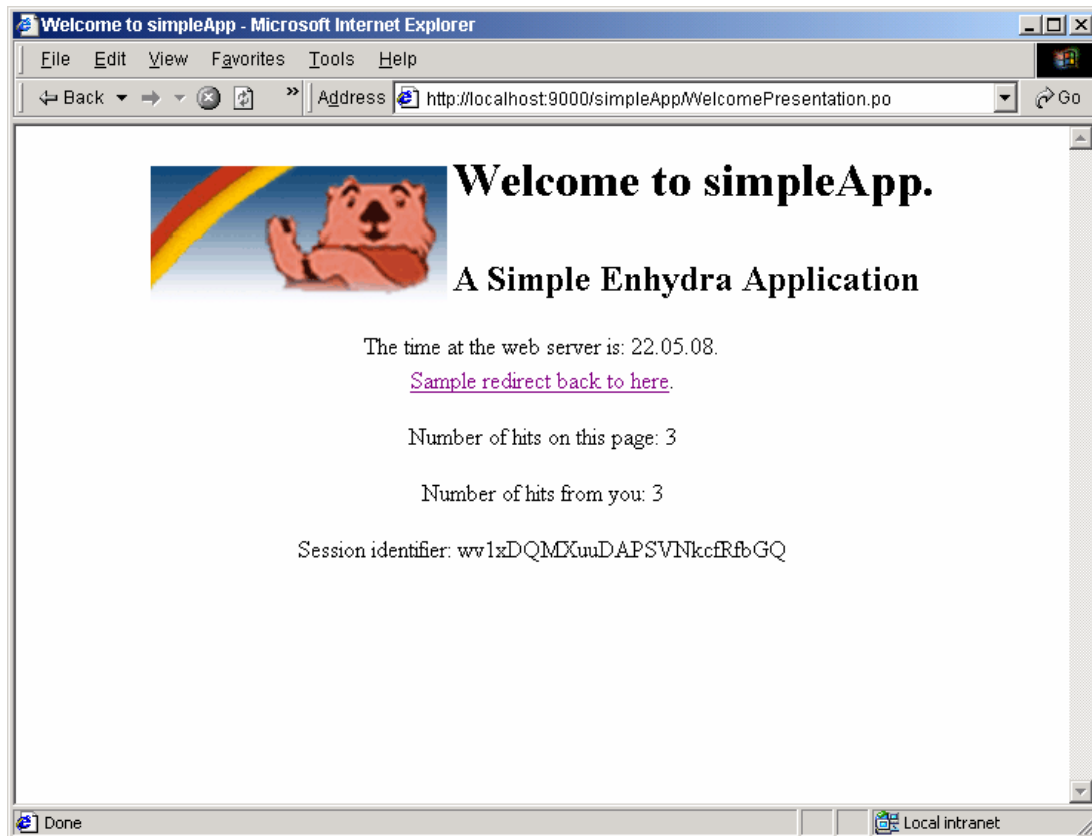 Welcome to simpleApp - Microsoft Internet Explorer
File Edit View Favorites Tools Help
Back » Address http://localhost:9000/simpleApp/WelcomePresentation.po Go
Welcome to simpleApp.
A Simple Enhydra Application
The time at the web server is: 22.05.08.
Sample redirect back to here.
Number of hits on this page: 3
Number of hits from you: 3
Session identifier: wv1xDQMXuuDAPSVNkcfRfbGQ
Done Local intranet